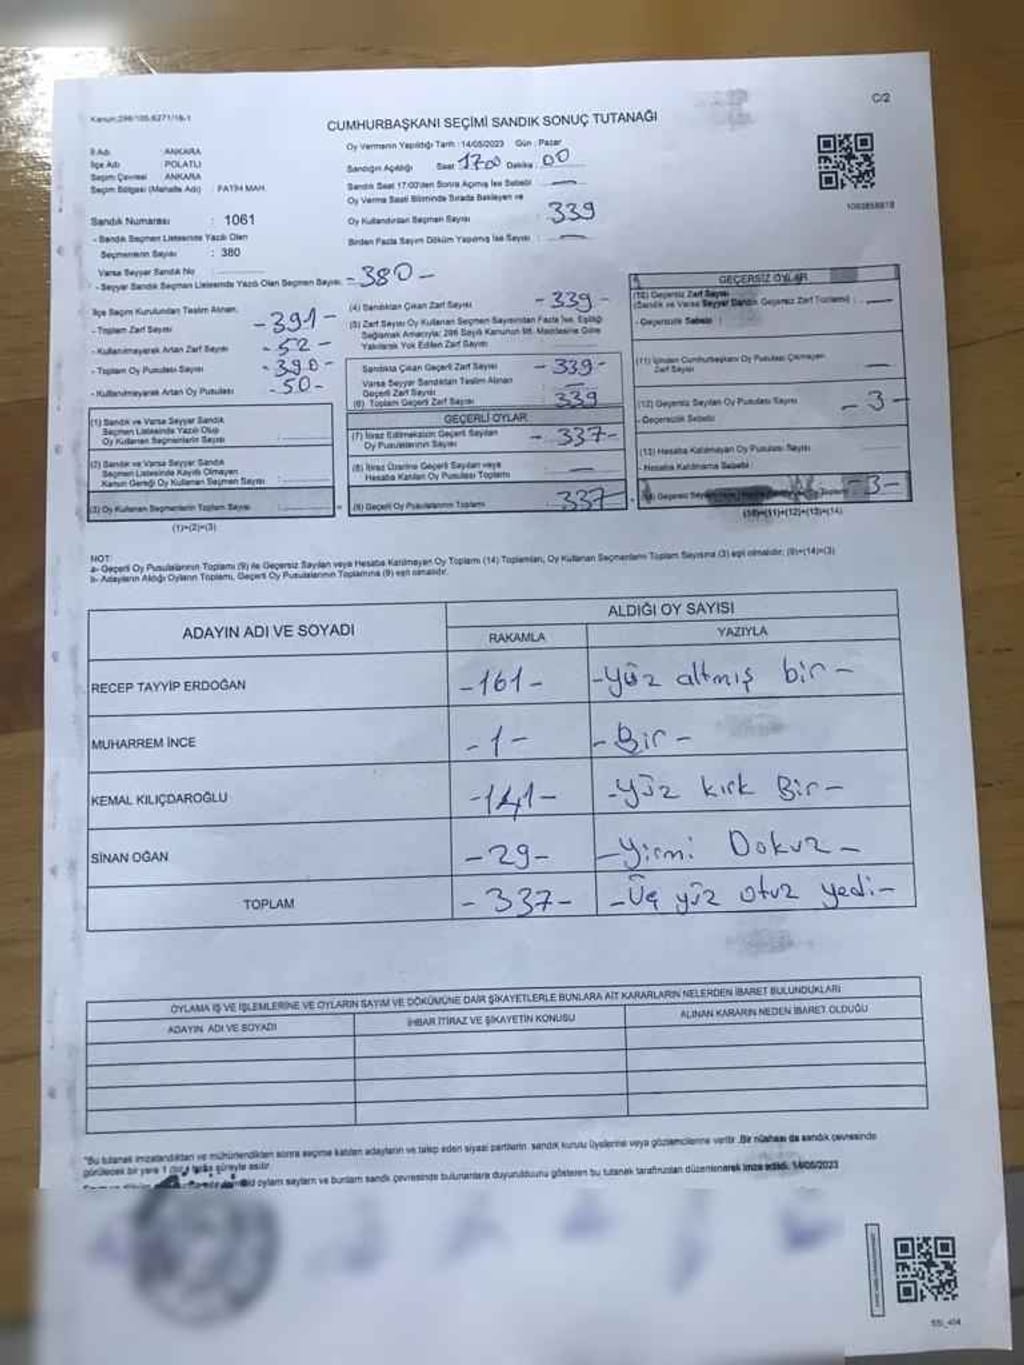 C/2
Kanun:298/105,6271/16-1
CUMHURBAŞKANI SEÇİMİ SANDIK SONUÇ TUTANAĞI
İl Adı : ANKARA
İlçe Adı : POLATLI
Seçim Çevresi : ANKARA
Seçim Bölgesi (Mahalle Adı) : FATİH MAH.
Oy Vermenin Yapıldığı Tarih : 14/05/2023 Gün : Pazar
Sandığın Açıldığı Saat 1700 Dakika : 00
Sandık Saat 17:00'den Sonra Açılmış İse Sebebi : —
Oy Verme Saati Bitiminde Sırada Bekleyen ve
Oy Kullandırılan Seçmen Sayısı : 339
Birden Fazla Sayım Döküm Yapılmış İse Sayısı : —
Sandık Numarası : 1061
- Sandık Seçmen Listesinde Yazılı Olan
Seçmenlerin Sayısı : 380
Varsa Seyyar Sandık No :
- Seyyar Sandık Seçmen Listesinde Yazılı Olan Seçmen Sayısı : -380-
İlçe Seçim Kurulundan Teslim Alınan,
- Toplam Zarf Sayısı -391-
- Kullanılmayarak Artan Zarf Sayısı -52-
- Toplam Oy Pusulası Sayısı -390-
- Kullanılmayarak Artan Oy Pusulası -50-
(1) Sandık ve Varsa Seyyar Sandık
Seçmen Listesinde Yazılı Olup
Oy Kullanan Seçmenlerin Sayısı :
(2) Sandık ve Varsa Seyyar Sandık
Seçmen Listesinde Kayıtlı Olmayan
Kanun Gereği Oy Kullanan Seçmen Sayısı :
(3) Oy Kullanan Seçmenlerin Toplam Sayısı :
(1)+(2)=(3)
(4) Sandıktan Çıkan Zarf Sayısı -339-
(5) Zarf Sayısı Oy Kullanan Seçmen Sayısından Fazla İse, Eşitliği
Sağlamak Amacıyla; 298 Sayılı Kanunun 98. Maddesine Göre
Yakılarak Yok Edilen Zarf Sayısı :
Sandıkta Çıkan Geçerli Zarf Sayısı -339-
Varsa Seyyar Sandıktan Teslim Alınan
Geçerli Zarf Sayısı : —
(6) Toplam Geçerli Zarf Sayısı : 339
GEÇERLİ OYLAR
(7) İtiraz Edilmeksizin Geçerli Sayılan
Oy Pusulalarının Sayısı - 337-
(8) İtiraz Üzerine Geçerli Sayılan veya
Hesaba Katılan Oy Pusulası Toplamı : —
(9) Geçerli Oy Pusulalarının Toplamı : 337
GEÇERSİZ OYLAR
(10) Geçersiz Zarf Sayısı
(Sandık ve Varsa Seyyar Sandık Geçersiz Zarf Toplamı) : —
- Geçersizlik Sebebi :
(11) İçinden Cumhurbaşkanı Oy Pusulası Çıkmayan
Zarf Sayısı —
(12) Geçersiz Sayılan Oy Pusulası Sayısı - 3 -
- Geçersizlik Sebebi :
(13) Hesaba Katılmayan Oy Pusulası Sayısı :
- Hesaba Katılmama Sebebi :
Toplamı : -3-
(10)+(11)+(12)+(13)=(14)
NOT:
a- Geçerli Oy Pusulalarının Toplamı (9) ile Geçersiz Sayılan veya Hesaba Katılmayan Oy Toplamı (14) Toplamları, Oy Kullanan Seçmenlerin Toplam Sayısına (3) eşit olmalıdır. (9)+(14)=(3)
b- Adayların Aldığı Oyların Toplamı, Geçerli Oy Pusulalarının Toplamına (9) eşit olmalıdır.
ADAYIN ADI VE SOYADI
ALDIĞI OY SAYISI
RAKAMLA YAZIYLA
RECEP TAYYİP ERDOĞAN -161- -yüz altmış bir-
MUHARREM İNCE -1- -Bir-
KEMAL KILIÇDAROĞLU -141- -yüz kırk Bir-
SİNAN OĞAN -29- -yirmi Dokuz-
TOPLAM -337- -Üç yüz otuz yedi-
OYLAMA İŞ VE İŞLEMLERİNE VE OYLARIN SAYIM VE DÖKÜMÜNE DAİR ŞİKAYETLERLE BUNLARA AİT KARARLARIN NELERDEN İBARET BULUNDUKLARI
ADAYIN ADI VE SOYADI İHBAR İTİRAZ VE ŞİKAYETİN KONUSU ALINAN KARARIN NEDEN İBARET OLDUĞU
"Bu tutanak imzalandıktan ve mühürlendikten sonra seçime katılan adayların ve talep eden siyasi partilerin, sandık kurulu üyelerine veya gözlemcilerine verilir. Bir nüshası da sandık çevresinde
görülecek bir yere 1 hafta süreyle asılır.
oyların sayılarını ve bunların sandık çevresinde bulunanlara duyurulduğunu gösteren bu tutanak tarafımızdan düzenlenerek imza edildi. 14/05/2023